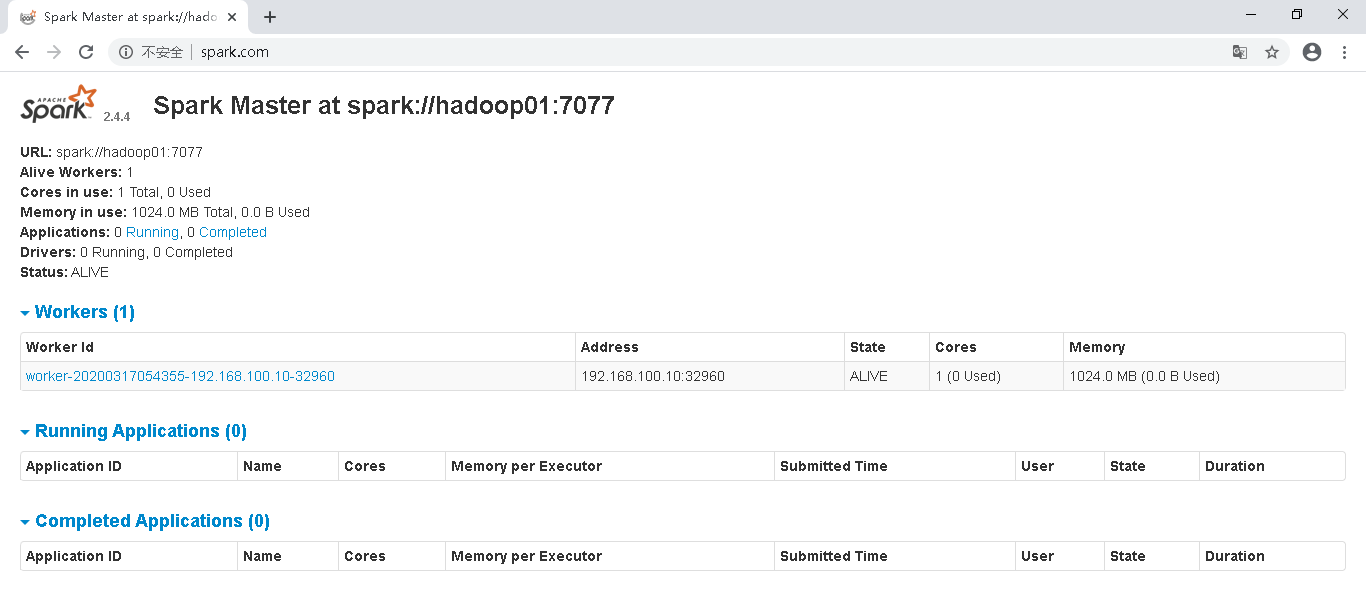 Spark Master at spark://hado
不安全 spark.com
APACHE Spark 2.4.4 Spark Master at spark://hadoop01:7077
URL: spark://hadoop01:7077
Alive Workers: 1
Cores in use: 1 Total, 0 Used
Memory in use: 1024.0 MB Total, 0.0 B Used
Applications: 0 Running, 0 Completed
Drivers: 0 Running, 0 Completed
Status: ALIVE
Workers (1)
Worker Id Address State Cores Memory
worker-20200317054355-192.168.100.10-32960 192.168.100.10:32960 ALIVE 1 (0 Used) 1024.0 MB (0.0 B Used)
Running Applications (0)
Application ID Name Cores Memory per Executor Submitted Time User State Duration
Completed Applications (0)
Application ID Name Cores Memory per Executor Submitted Time User State Duration